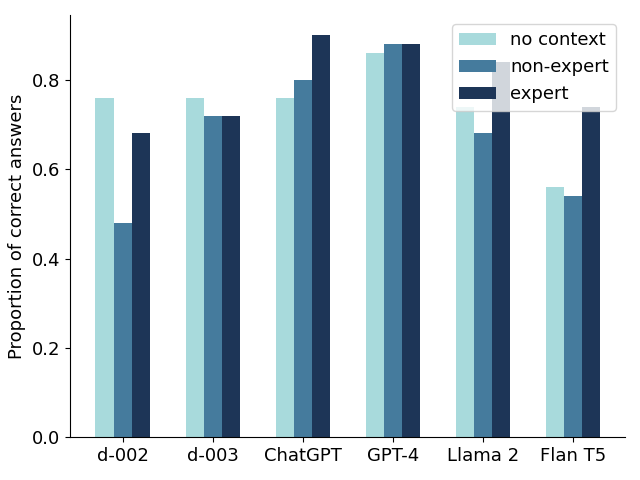 no context
non-expert
expert
Proportion of correct answers
0.8
0.6
0.4
0.2
0.0
d-002 d-003 ChatGPT GPT-4 Llama 2 Flan T5